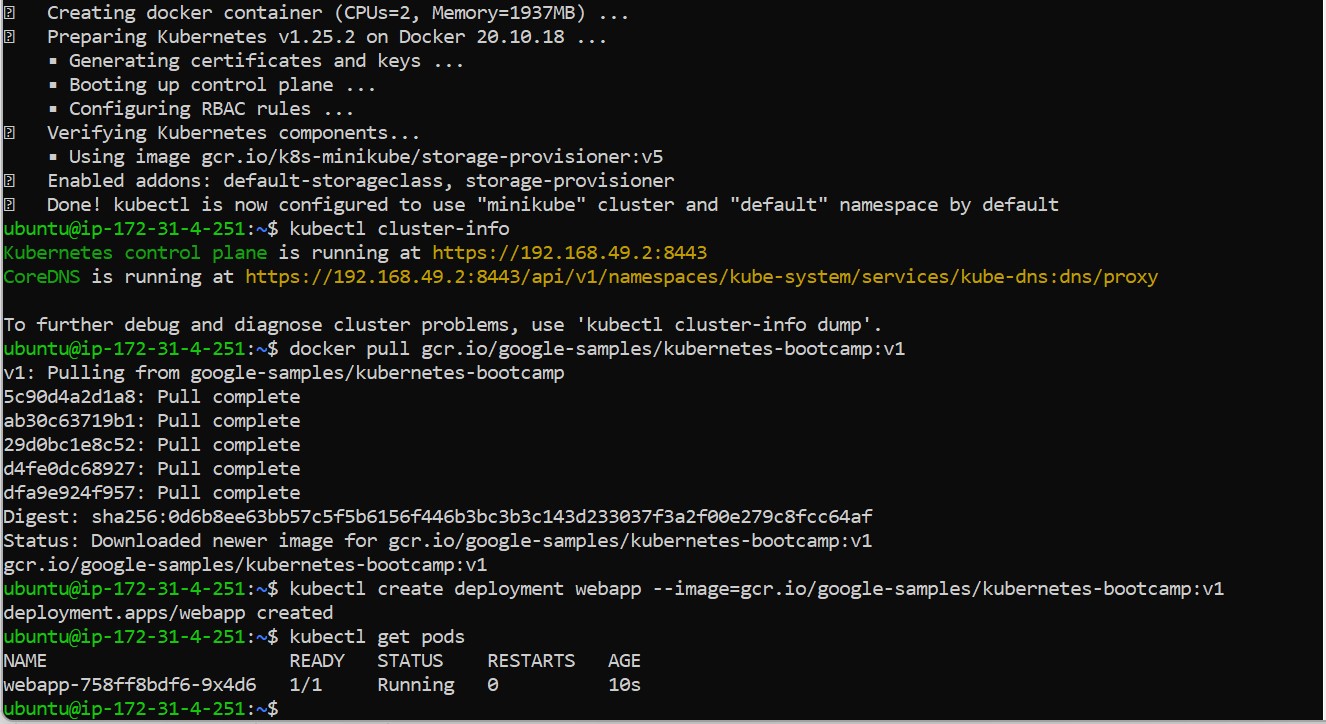 Creating docker container (CPUs=2, Memory=1937MB) ...
Preparing Kubernetes v1.25.2 on Docker 20.10.18 ...
▪ Generating certificates and keys ...
▪ Booting up control plane ...
▪ Configuring RBAC rules ...
Verifying Kubernetes components...
▪ Using image gcr.io/k8s-minikube/storage-provisioner:v5
Enabled addons: default-storageclass, storage-provisioner
Done! kubectl is now configured to use "minikube" cluster and "default" namespace by default
ubuntu@ip-172-31-4-251:~$ kubectl cluster-info
Kubernetes control plane is running at https://192.168.49.2:8443
CoreDNS is running at https://192.168.49.2:8443/api/v1/namespaces/kube-system/services/kube-dns:dns/proxy
To further debug and diagnose cluster problems, use 'kubectl cluster-info dump'.
ubuntu@ip-172-31-4-251:~$ docker pull gcr.io/google-samples/kubernetes-bootcamp:v1
v1: Pulling from google-samples/kubernetes-bootcamp
5c90d4a2d1a8: Pull complete
ab30c63719b1: Pull complete
29d0bc1e8c52: Pull complete
d4fe0dc68927: Pull complete
dfa9e924f957: Pull complete
Digest: sha256:0d6b8ee63bb57c5f5b6156f446b3bc3b3c143d233037f3a2f00e279c8fcc64af
Status: Downloaded newer image for gcr.io/google-samples/kubernetes-bootcamp:v1
gcr.io/google-samples/kubernetes-bootcamp:v1
ubuntu@ip-172-31-4-251:~$ kubectl create deployment webapp --image=gcr.io/google-samples/kubernetes-bootcamp:v1
deployment.apps/webapp created
ubuntu@ip-172-31-4-251:~$ kubectl get pods
NAME READY STATUS RESTARTS AGE
webapp-758ff8bdf6-9x4d6 1/1 Running 0 10s
ubuntu@ip-172-31-4-251:~$